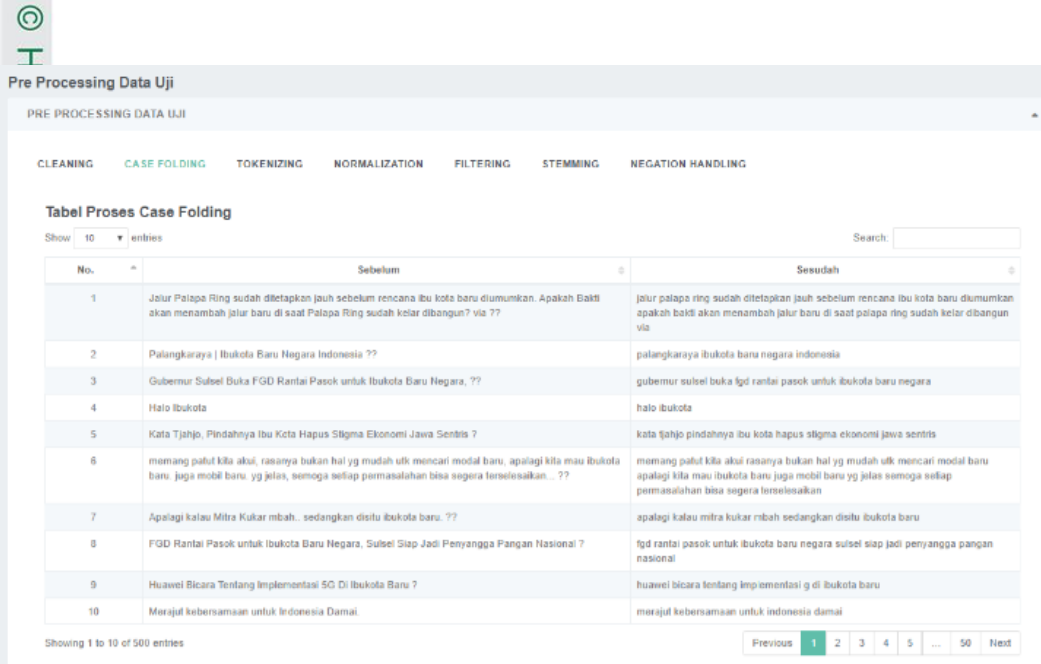 © H
Pre Processing Data Uji
PRE PROCESSING DATA UJI
CLEANING CASE FOLDING TOKENIZING NORMALIZATION FILTERING STEMMING NEGATION HANDLING
Tabel Proses Case Folding
Show 10 entries Search:
No. Sebelum Sesudah
1 Jalur Palapa Ring sudah ditetapkan jauh sebelum rencana ibu kota baru diumumkan. Apakah Bakti jalur palapa ring sudah ditetapkan jauh sebelum rencana ibu kota baru diumumkan
akan menambah jalur baru di saat Palapa Ring sudah kelar dibangun? via ?? apakah bakti akan menambah jalur baru di saat palapa ring sudah kelar dibangun
via
2 Palangkaraya | Ibukota Baru Negara Indonesia ?? palangkaraya ibukota baru negara indonesia
3 Gubernur Sulsel Buka FGD Rantai Pasok untuk Ibukota Baru Negara, ?? gubernur sulsel buka fgd rantai pasok untuk ibukota baru negara
4 Halo Ibukota halo ibukota
5 Kata Tjahjo, Pindahnya Ibu Kota Hapus Stigma Ekonomi Jawa Sentris ? kata tjahjo pindahnya ibu kota hapus stigma ekonomi jawa sentris
6 memang patut kita akui, rasanya bukan hal yg mudah utk mencari modal baru, apalagi kita mau ibukota memang patut kita akui rasanya bukan hal yg mudah utk mencari modal baru
baru. juga mobil baru. yg jelas, semoga setiap permasalahan bisa segera terselesaikan... ?? apalagi kita mau ibukota baru juga mobil baru yg jelas semoga setiap
permasalahan bisa segera terselesaikan
7 Apalagi kalau Mitra Kukar mbah.. sedangkan disitu ibukota baru. ?? apalagi kalau mitra kukar mbah sedangkan disitu ibukota baru
8 FGD Rantai Pasok untuk Ibukota Baru Negara, Sulsel Siap Jadi Penyangga Pangan Nasional ? fgd rantai pasok untuk ibukota baru negara sulsel siap jadi penyangga pangan
nasional
9 Huawei Bicara Tentang Implementasi 5G Di Ibukota Baru ? huawei bicara tentang implementasi g di ibukota baru
10 Merajut kebersamaan untuk Indonesia Damai. merajut kebersamaan untuk indonesia damai
Showing 1 to 10 of 500 entries Previous 1 2 3 4 5 ... 50 Next